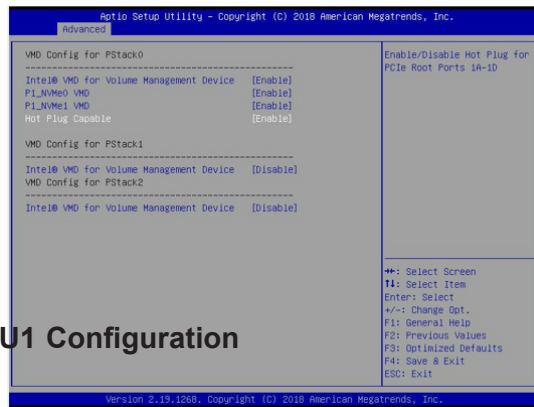 Aptio Setup Utility – Copyright (C) 2018 American Megatrends, Inc.
Advanced
VMD Config for PStack0
--------------------------------------------------
Intel® VMD for Volume Management Device [Enable]
P1_NVMe0 VMD [Enable]
P1_NVMe1 VMD [Enable]
Hot Plug Capable [Enable]
VMD Config for PStack1
--------------------------------------------------
Intel® VMD for Volume Management Device [Disable]
VMD Config for PStack2
--------------------------------------------------
Intel® VMD for Volume Management Device [Disable]
Enable/Disable Hot Plug for
PCIe Root Ports 1A-1D
→←: Select Screen
↑↓: Select Item
Enter: Select
+/-: Change Opt.
F1: General Help
F2: Previous Values
F3: Optimized Defaults
F4: Save & Exit
ESC: Exit
U1 Configuration
Version 2.19.1268. Copyright (C) 2018 American Megatrends, Inc.